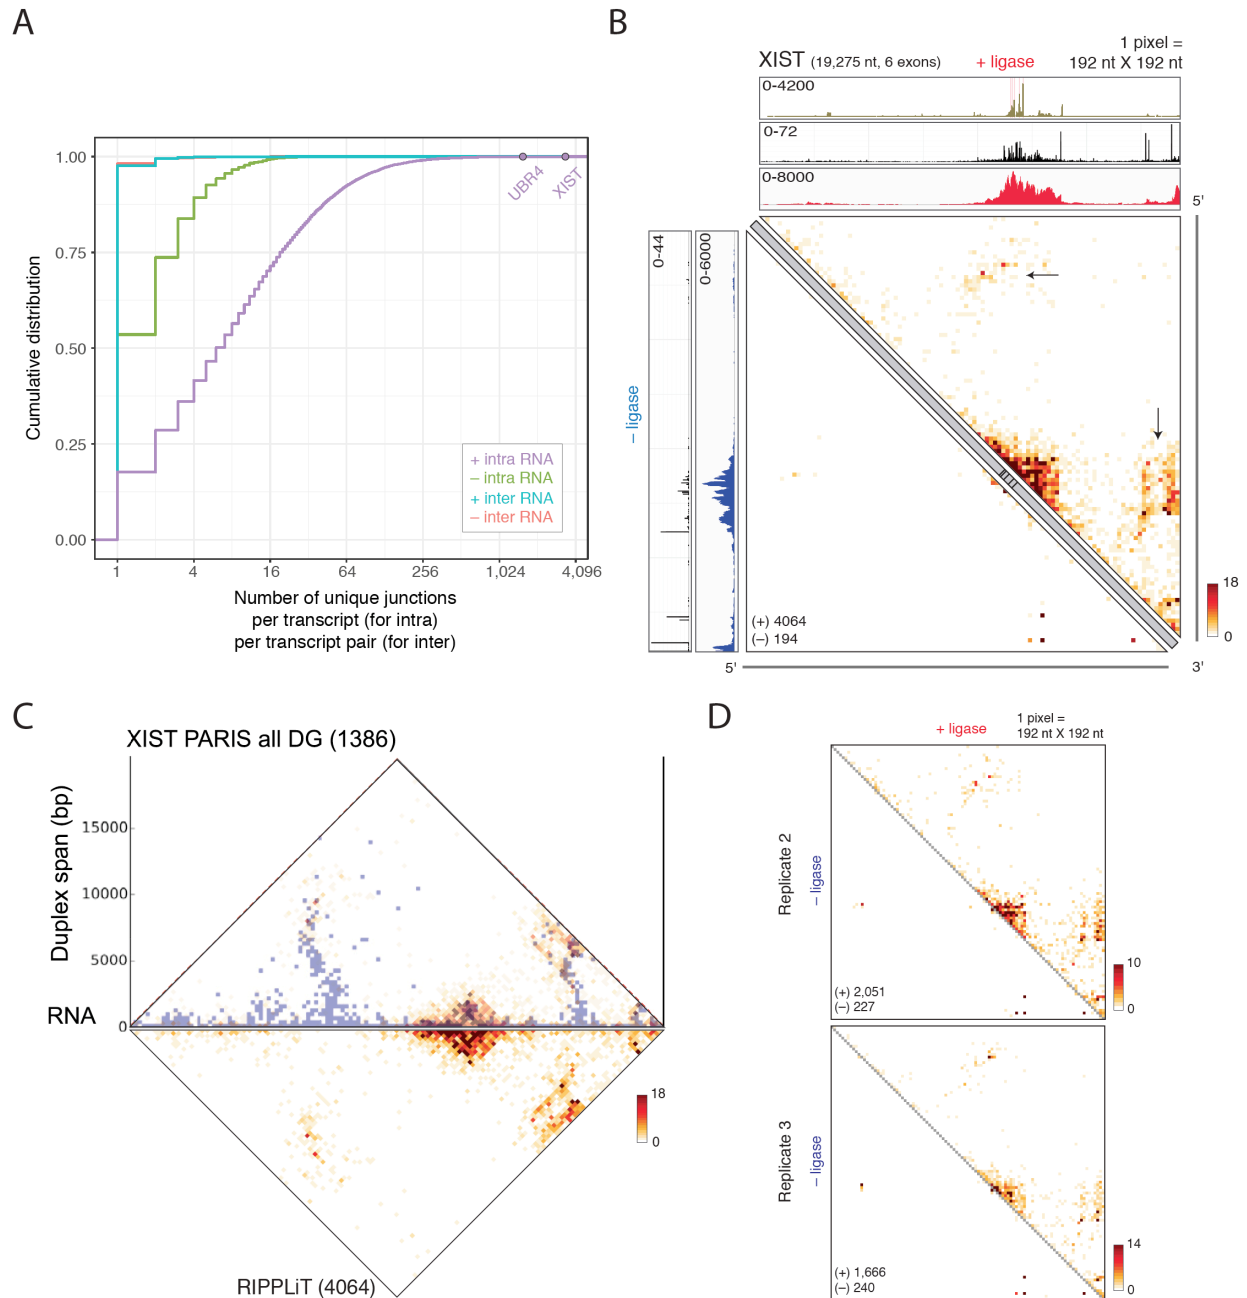 A
1.00
0.75
0.50
0.25
0.00
Cumulative distribution
UBR4
XIST
+ intra RNA
– intra RNA
+ inter RNA
– inter RNA
1
4
16
64
256
1,024
4,096
Number of unique junctions
per transcript (for intra)
per transcript pair (for inter)
B
XIST (19,275 nt, 6 exons)
+ ligase
1 pixel =
192 nt X 192 nt
0-4200
0-72
0-8000
5'
0-44
0-6000
– ligase
(+) 4064
(–) 194
18
0
5'
3'
C
XIST PARIS all DG (1386)
Duplex span (bp)
15000
10000
5000
0
RNA
18
0
RIPPLiT (4064)
D
+ ligase
1 pixel =
192 nt X 192 nt
Replicate 2
– ligase
(+) 2,051
(–) 227
10
0
Replicate 3
– ligase
(+) 1,666
(–) 240
14
0